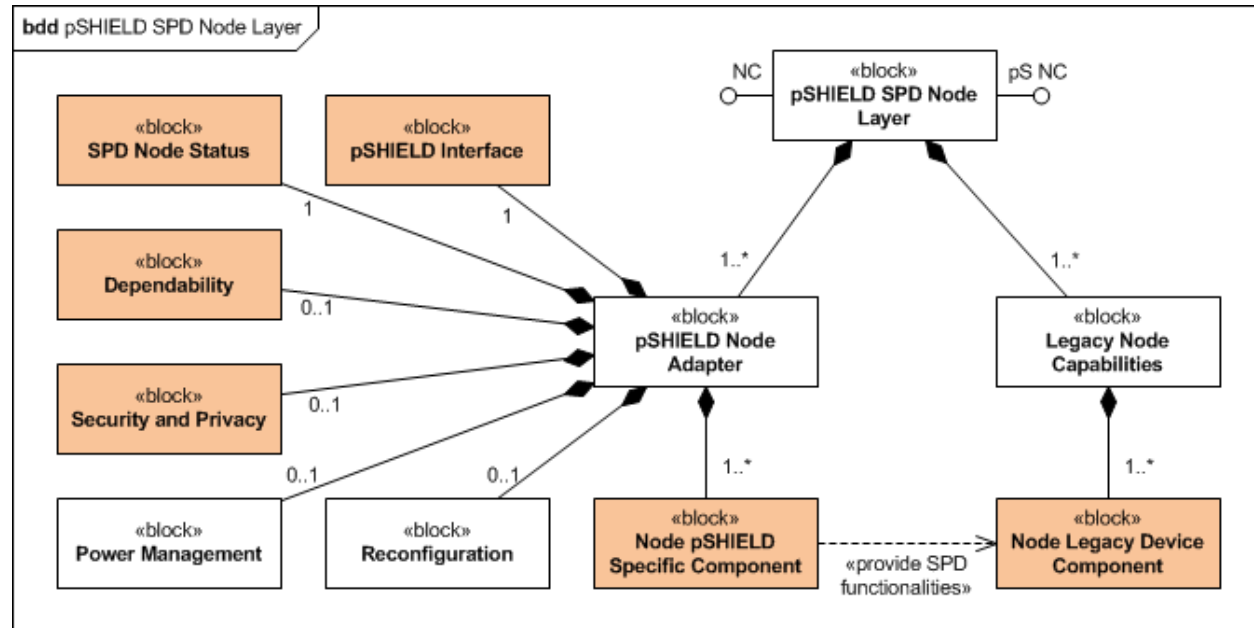 bdd pSHIELD SPD Node Layer
NC
«block»
pSHIELD SPD Node
Layer
pS NC
«block»
SPD Node Status
1
«block»
pSHIELD Interface
1
«block»
Dependability
0..1
1..*
1..*
«block»
pSHIELD Node
Adapter
«block»
Legacy Node
Capabilities
«block»
Security and Privacy
0..1
0..1
0..1
1..*
1..*
«block»
Power Management
«block»
Reconfiguration
«block»
Node pSHIELD
Specific Component
«provide SPD
functionalities»
«block»
Node Legacy Device
Component